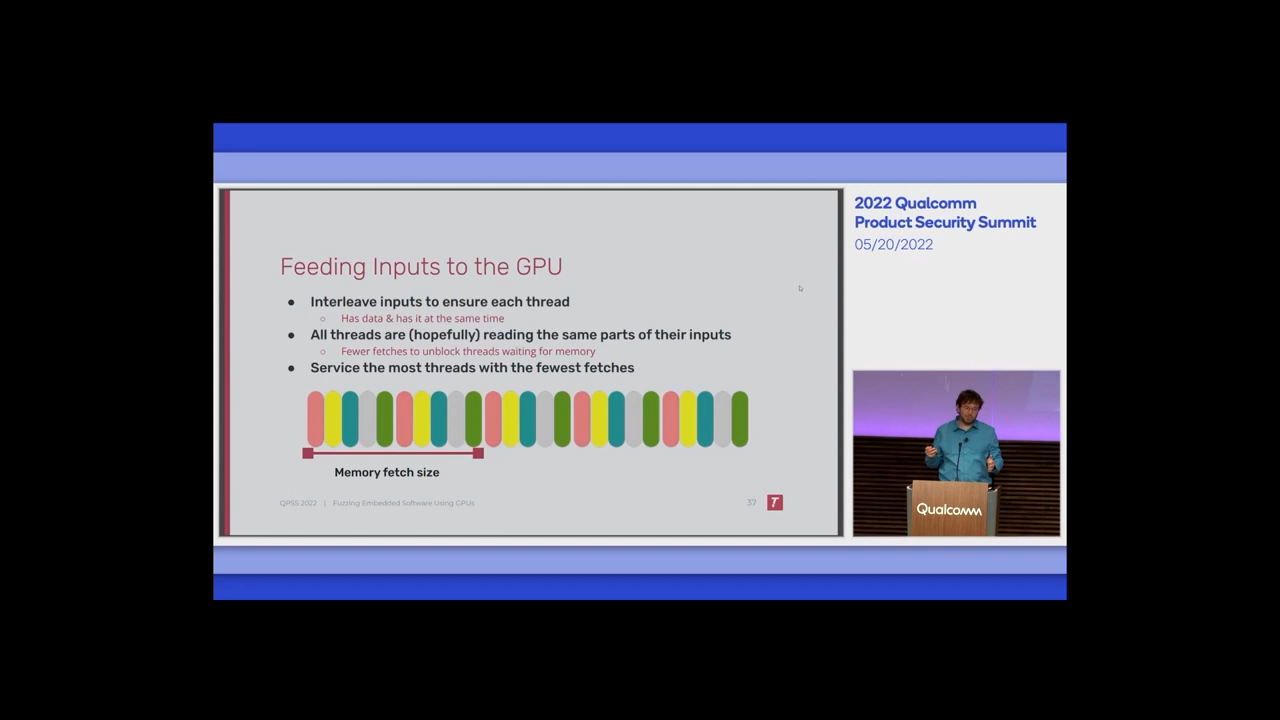 2022 Qualcomm
Product Security Summit
05/20/2022
Feeding Inputs to the GPU
● Interleave inputs to ensure each thread
○ Has data & has it at the same time
● All threads are (hopefully) reading the same parts of their inputs
○ Fewer fetches to unblock threads waiting for memory
● Service the most threads with the fewest fetches
Memory fetch size
QPSS 2022 | Fuzzing Embedded Software Using GPUs
37
T
Qualcomm